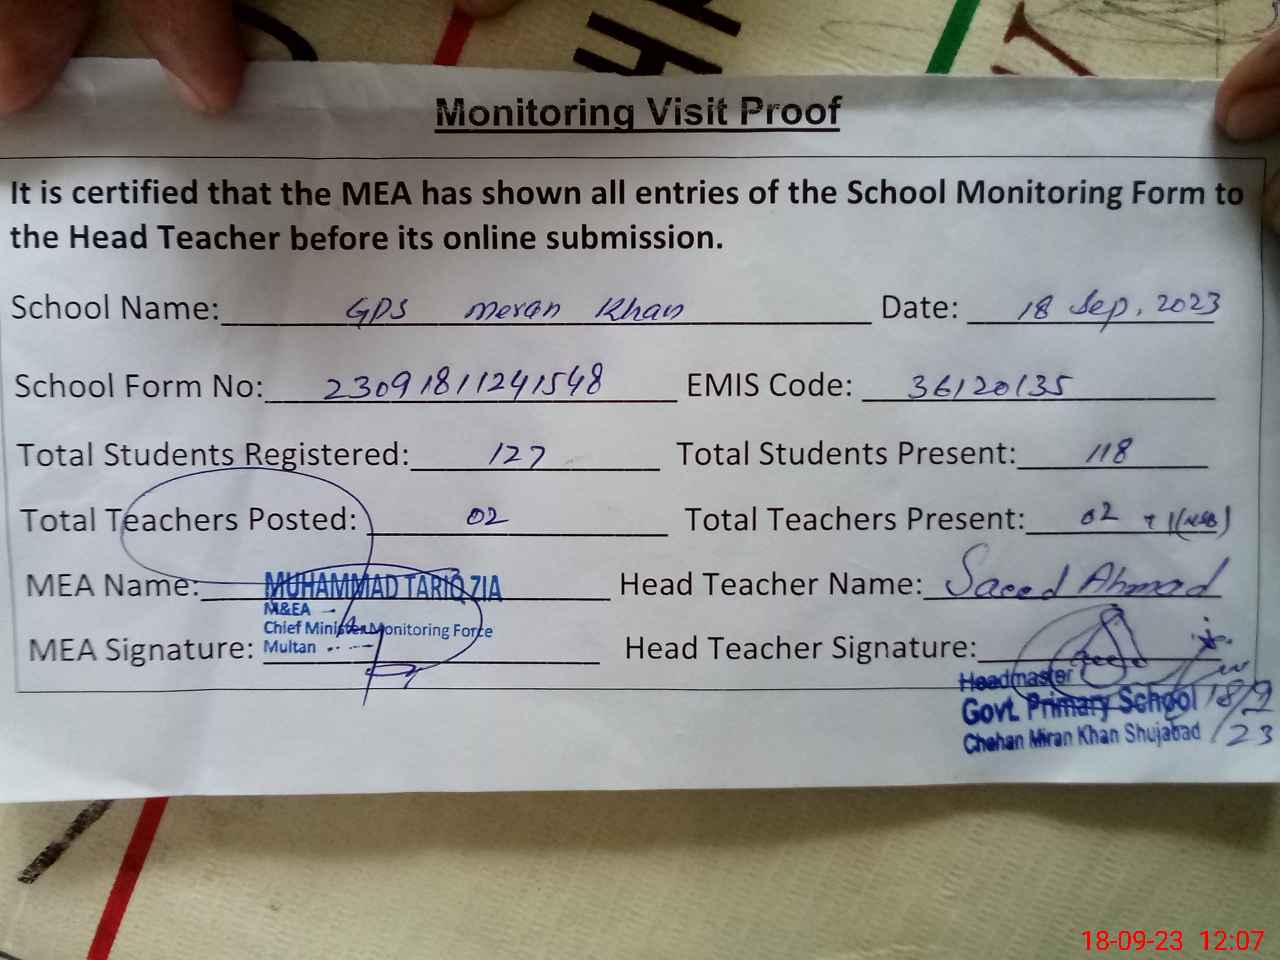 Monitoring Visit Proof
It is certified that the MEA has shown all entries of the School Monitoring Form to
the Head Teacher before its online submission.
School Name: GPS Meran Khan Date: 18 Sep, 2023
School Form No: 23091811241548 EMIS Code: 36120135
Total Students Registered: 127 Total Students Present: 118
Total Teachers Posted: 02 Total Teachers Present: 02 + 1(NSB)
MEA Name: MUHAMMAD TARIQ ZIA Head Teacher Name: Saeed Ahmad
M&EA
Chief Minister Monitoring Force
Multan
MEA Signature: Head Teacher Signature:
Headmaster
Govt. Primary School 18/9
Chahan Miran Khan Shujabad /23
18-09-23 12:07